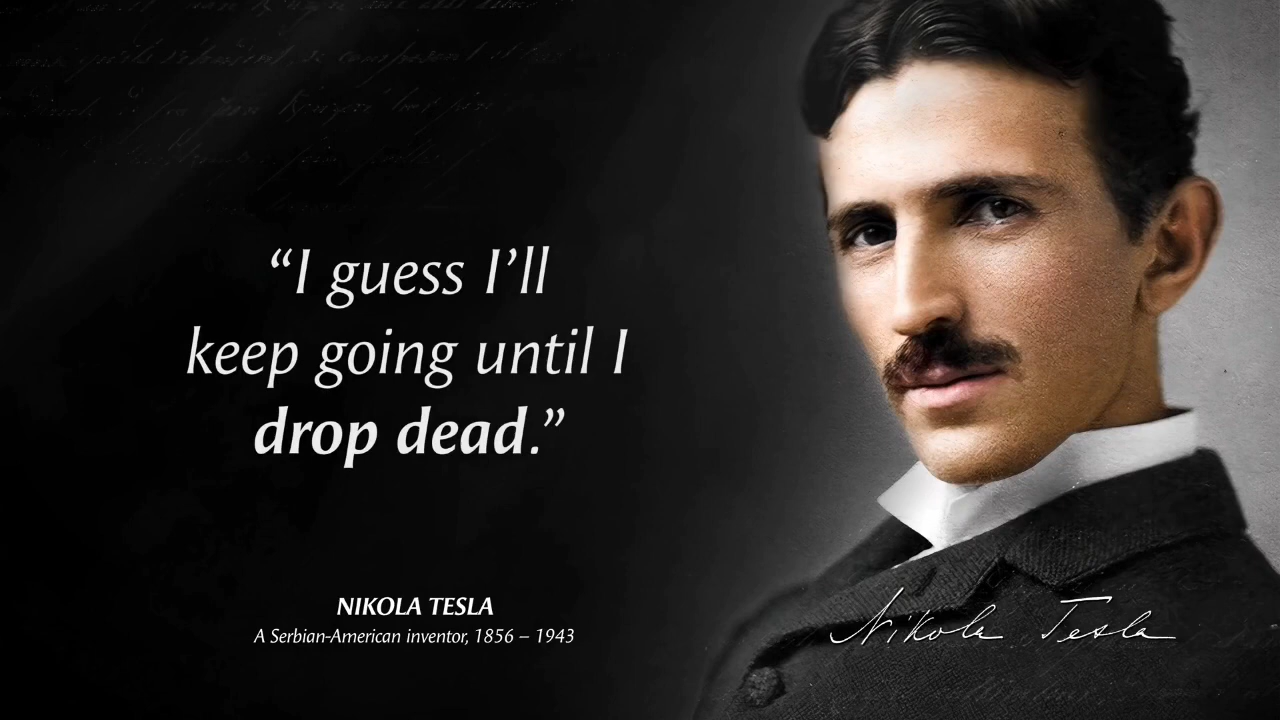 “I guess I’ll
keep going until I
drop dead.”
NIKOLA TESLA
A Serbian-American inventor, 1856 – 1943
Nikola Tesla